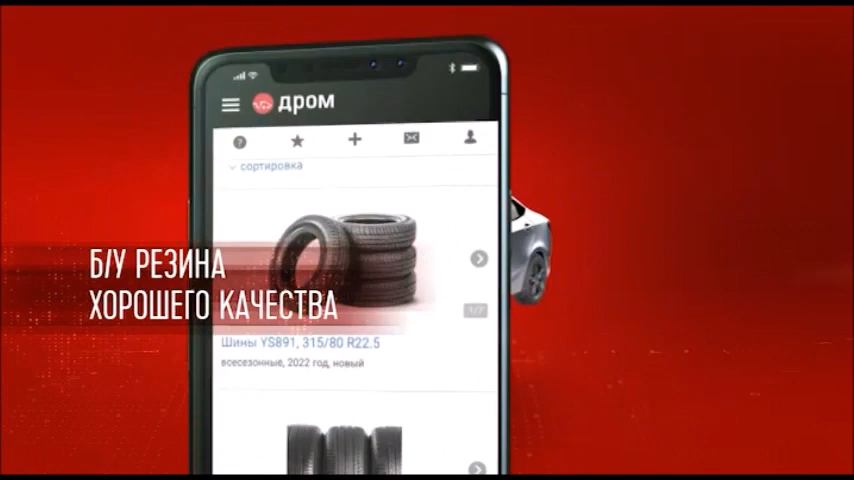 дром
сортировка
Б/У РЕЗИНА
ХОРОШЕГО КАЧЕСТВА
1/7
Шины YS891, 315/80 R22.5
всесезонные, 2022 год, новый